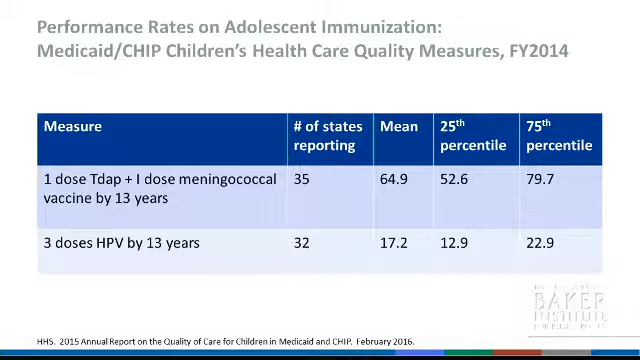 Performance Rates on Adolescent Immunization:
Medicaid/CHIP Children's Health Care Quality Measures, FY2014
Measure
# of states reporting
Mean
25th percentile
75th percentile
1 dose Tdap + I dose meningococcal vaccine by 13 years
35
64.9
52.6
79.7
3 doses HPV by 13 years
32
17.2
12.9
22.9
BAKER
INSTITUTE
HHS. 2015 Annual Report on the Quality of Care for Children in Medicaid and CHIP. February 2016.